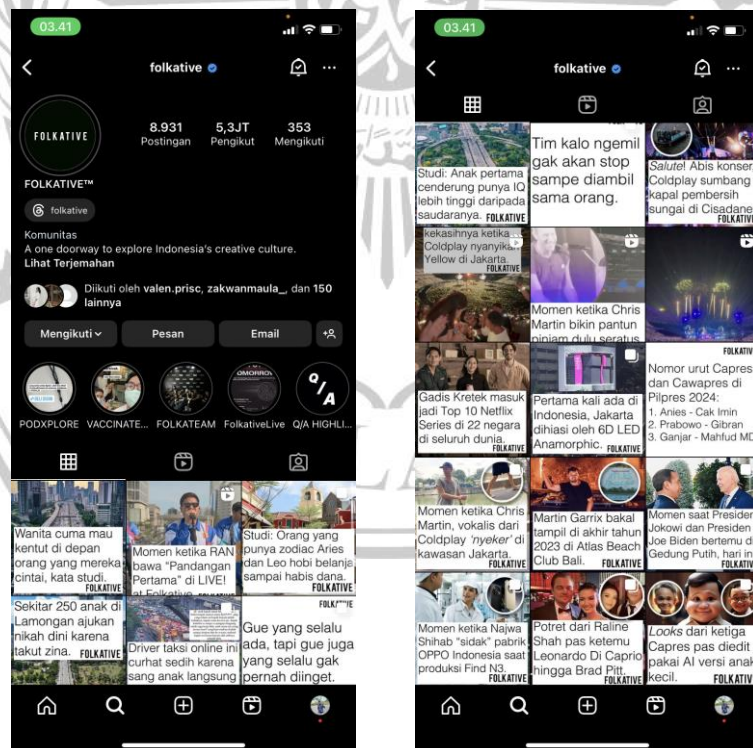 03.41
folkative
FOLKATIVE
8.931
Postingan
5,3JT
Pengikut
353
Mengikuti
FOLKATIVE™
folkative
Komunitas
A one doorway to explore Indonesia's creative culture.
Lihat Terjemahan
Diikuti oleh valen.prisc, zakwanmaula_, dan 150
lainnya
Mengikuti
Pesan
Email
PODXPLORE
VACCINATE...
FOLKATEAM
FolkativeLive
Q/A HIGHLI...
Wanita cuma mau
kentut di depan
orang yang mereka
cintai, kata studi.
FOLKATIVE
Momen ketika RAN
bawa "Pandangan
Pertama" di LIVE!
at Folkative
Studi: Orang yang
punya zodiac Aries
dan Leo hobi belanja
sampai habis dana.
FOLKATIVE
Sekitar 250 anak di
Lamongan ajukan
nikah dini karena
takut zina.
FOLKATIVE
Driver taksi online ini
curhat sedih karena
sang anak langsung
Gue yang selalu
ada, tapi gue juga
yang selalu gak
pernah diinget.
03.41
folkative
Studi: Anak pertama
cenderung punya IQ
lebih tinggi daripada
saudaranya.
FOLKATIVE
Tim kalo ngemil
gak akan stop
sampe diambil
sama orang.
Salute! Abis konser,
Coldplay sumbang
kapal pembersih
sungai di Cisadane
FOLKATIVE
kekasihnya ketika
Coldplay nyanyikan
Yellow di Jakarta.
FOLKATIVE
Momen ketika Chris
Martin bikin pantun
pinjam dulu seratus
Gadis Kretek masuk
jadi Top 10 Netflix
Series di 22 negara
di seluruh dunia.
FOLKATIVE
Pertama kali ada di
Indonesia, Jakarta
dihiasi oleh 6D LED
Anamorphic.
FOLKATIVE
FOLKATIVE
Nomor urut Capres
dan Cawapres di
Pilpres 2024:
1. Anies - Cak Imin
2. Prabowo - Gibran
3. Ganjar - Mahfud MD
Momen ketika Chris
Martin, vokalis dari
Coldplay 'nyeker' di
kawasan Jakarta.
FOLKATIVE
Martin Garrix bakal
tampil di akhir tahun
2023 di Atlas Beach
Club Bali.
FOLKATIVE
Momen saat Presiden
Jokowi dan Presiden
Joe Biden bertemu di
Gedung Putih, hari ini
FOLKATIVE
Momen ketika Najwa
Shihab "sidak" pabrik
OPPO Indonesia saat
produksi Find N3.
FOLKATIVE
Potret dari Raline
Shah pas ketemu
Leonardo Di Caprio
hingga Brad Pitt.
FOLKATIVE
Looks dari ketiga
Capres pas diedit
pakai AI versi anak
kecil.
FOLKATIVE